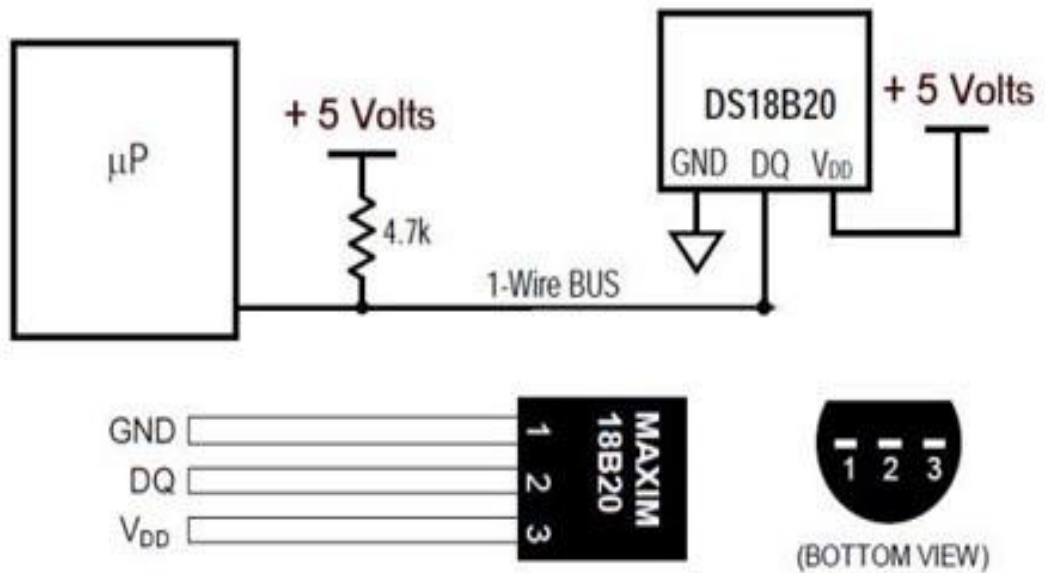 μP
+ 5 Volts
4.7k
1-Wire BUS
DS18B20
GND DQ VDD
+ 5 Volts
GND
DQ
VDD
1
2
3
MAXIM
18B20
1 2 3
(BOTTOM VIEW)